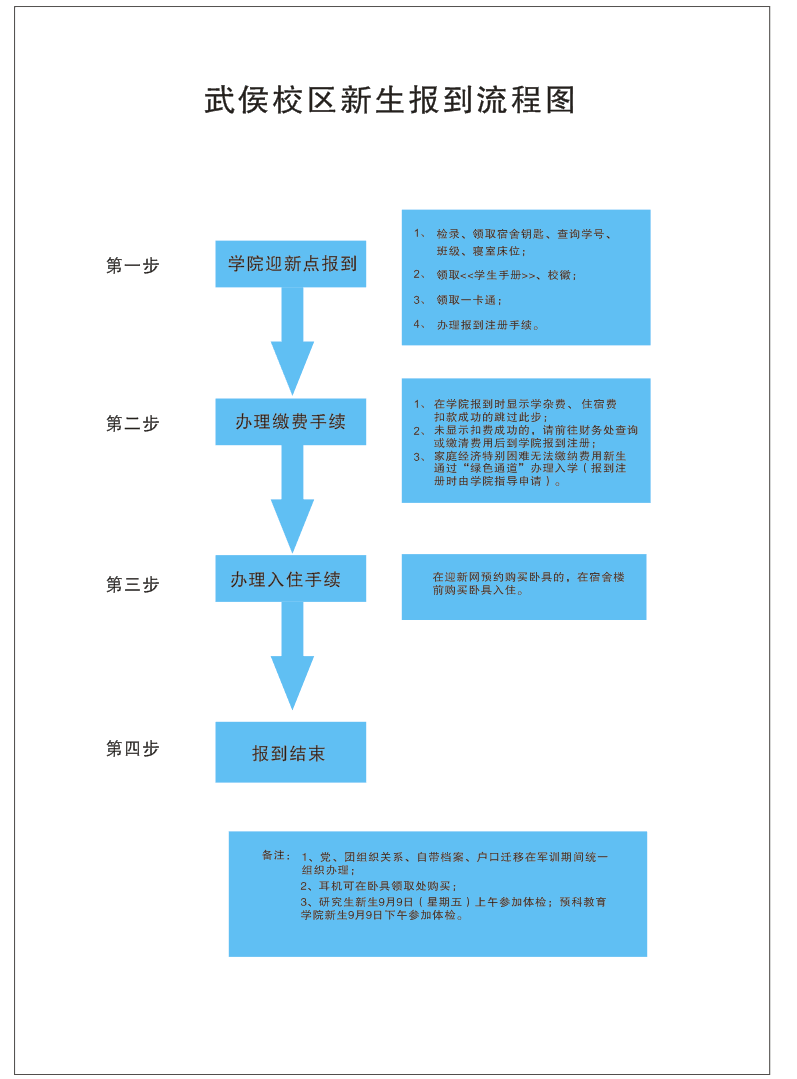 武侯校区新生报到流程图
第一步
学院迎新点报到
1、 检录、领取宿舍钥匙、查询学号、
班级、寝室床位;
2、 领取<<学生手册>>、校徽;
3、 领取一卡通;
4、 办理报到注册手续。
第二步
办理缴费手续
1、 在学院报到时显示学杂费、住宿费
扣款成功的跳过此步;
2、 未显示扣费成功的,请前往财务处查询
或缴清费用后到学院报到注册;
3、 家庭经济特别困难无法缴纳费用新生
通过“绿色通道”办理入学(报到注
册时由学院指导申请)。
第三步
办理入住手续
在迎新网预约购买卧具的,在宿舍楼
前购买卧具入住。
第四步
报到结束
备注: 1、党、团组织关系、自带档案、户口迁移在军训期间统一
组织办理;
2、耳机可在卧具领取处购买;
3、研究生新生9月9日(星期五)上午参加体检;预科教育
学院新生9月9日下午参加体检。